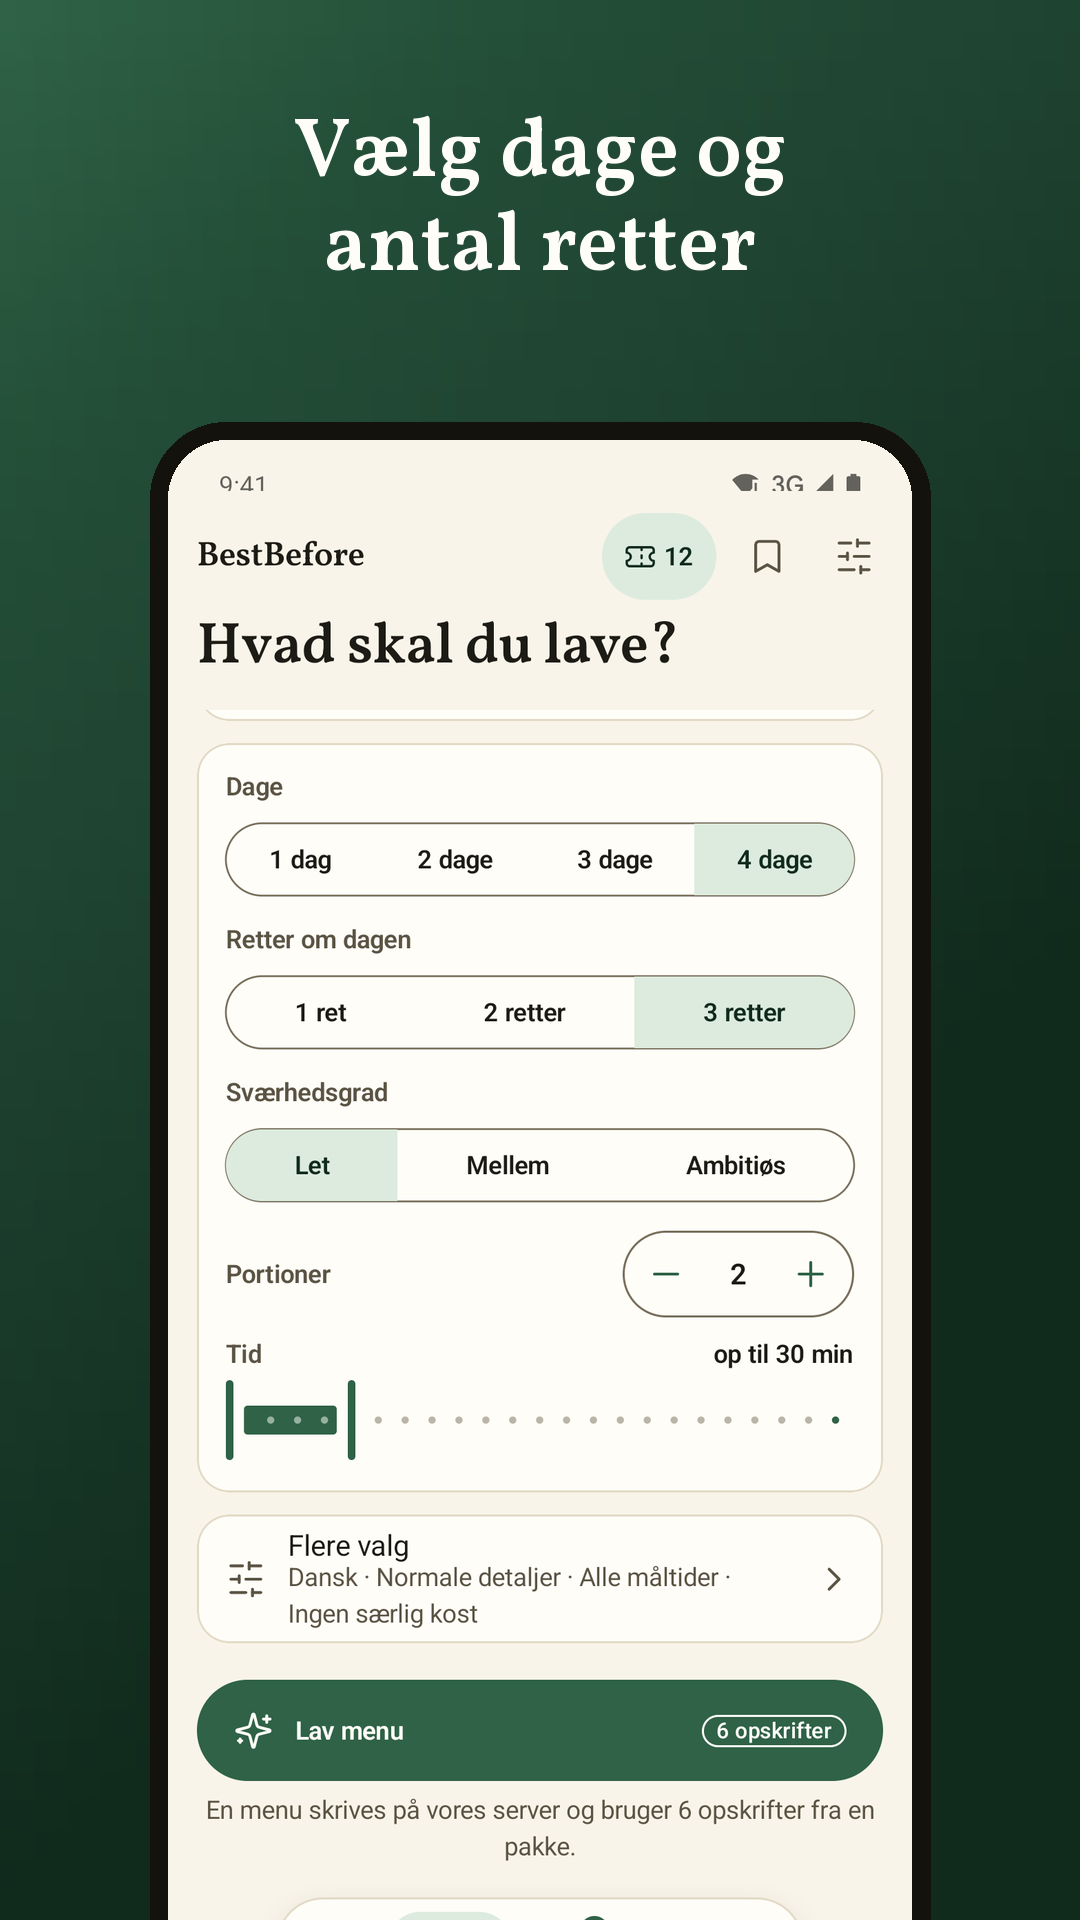 Vælg dage og
antal retter
9:41
3G
BestBefore
12
Hvad skal du lave?
Dage
1 dag
2 dage
3 dage
4 dage
Retter om dagen
1 ret
2 retter
3 retter
Sværhedsgrad
Let
Mellem
Ambitiøs
Portioner
2
Tid
op til 30 min
Flere valg
Dansk · Normale detaljer · Alle måltider ·
Ingen særlig kost
Lav menu
6 opskrifter
En menu skrives på vores server og bruger 6 opskrifter fra en
pakke.